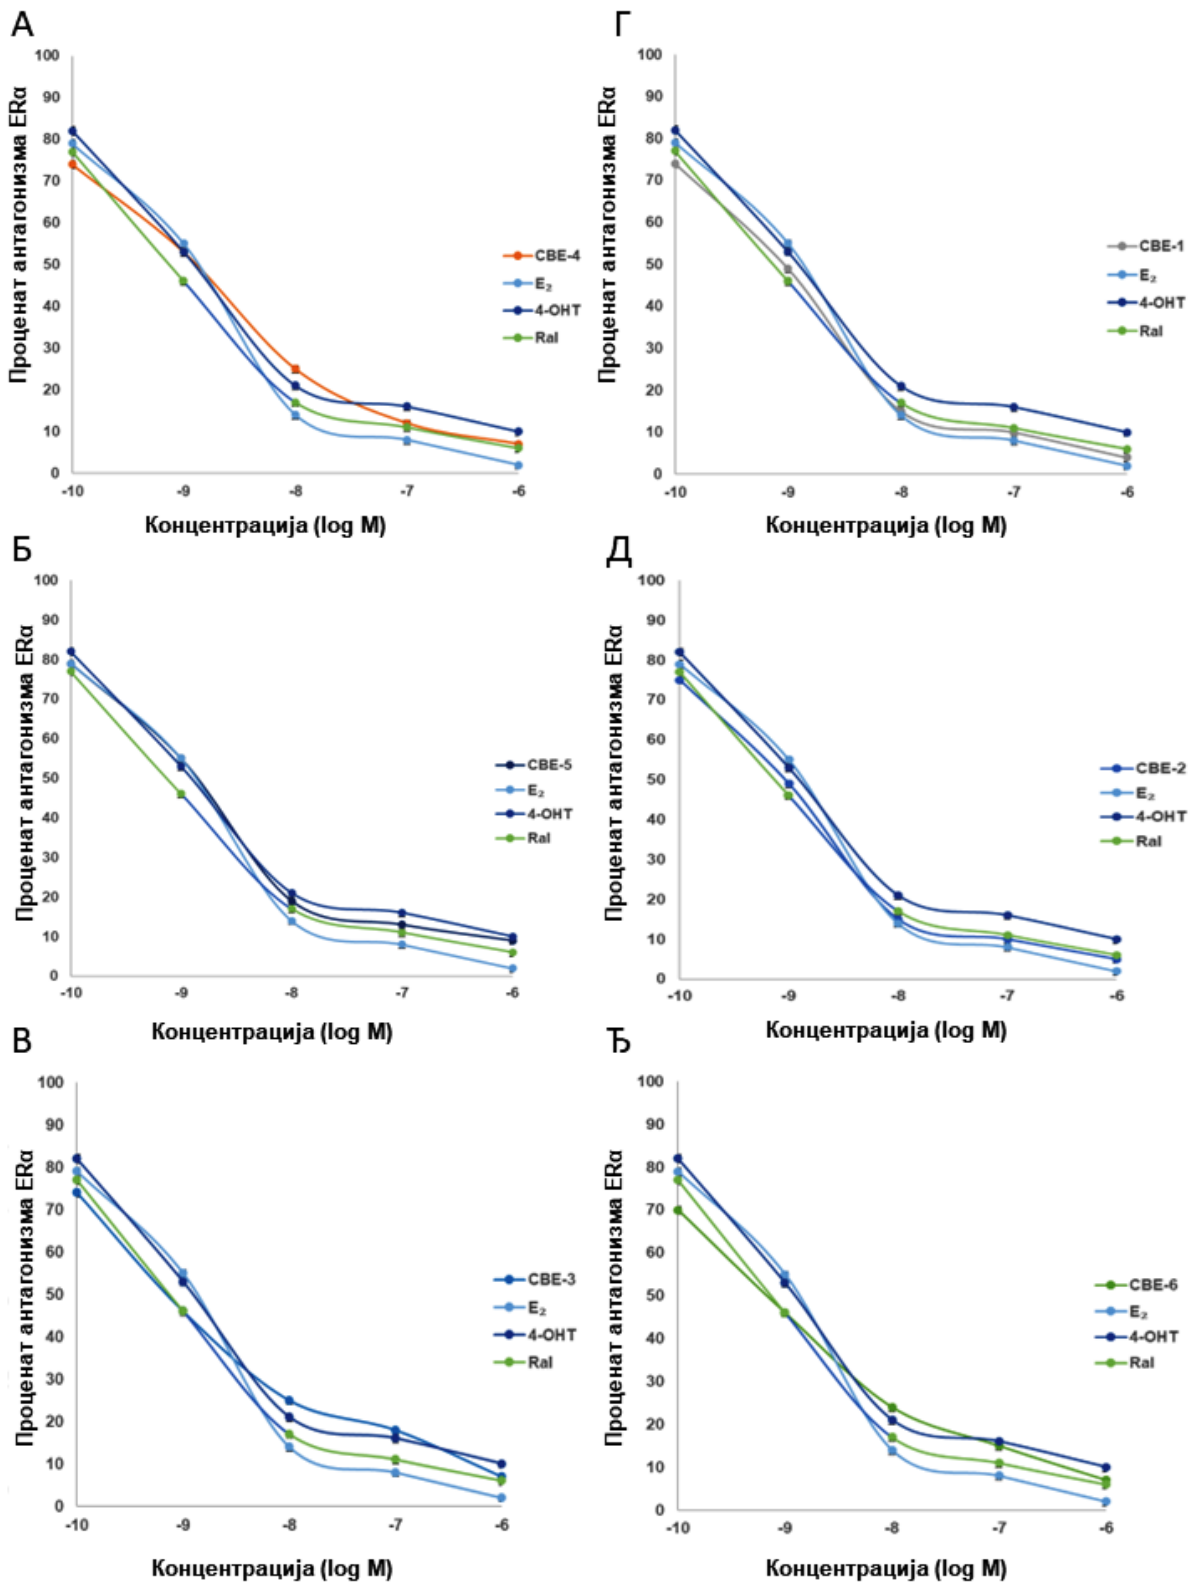 А
Проценат антагонизма ERα
100
90
80
70
60
50
40
30
20
10
0
-10 -9 -8 -7 -6
Концентрација (log M)
CBE-4
E₂
4-OHT
Ral
Г
Проценат антагонизма ERα
100
90
80
70
60
50
40
30
20
10
0
-10 -9 -8 -7 -6
Концентрација (log M)
CBE-1
E₂
4-OHT
Ral
Б
Проценат антагонизма ERα
100
90
80
70
60
50
40
30
20
10
0
-10 -9 -8 -7 -6
Концентрација (log M)
CBE-5
E₂
4-OHT
Ral
Д
Проценат антагонизма ERα
100
90
80
70
60
50
40
30
20
10
0
-10 -9 -8 -7 -6
Концентрација (log M)
CBE-2
E₂
4-OHT
Ral
В
Проценат антагонизма ERα
100
90
80
70
60
50
40
30
20
10
0
-10 -9 -8 -7 -6
Концентрација (log M)
CBE-3
E₂
4-OHT
Ral
Ђ
Проценат антагонизма ERα
100
90
80
70
60
50
40
30
20
10
0
-10 -9 -8 -7 -6
Концентрација (log M)
CBE-6
E₂
4-OHT
Ral